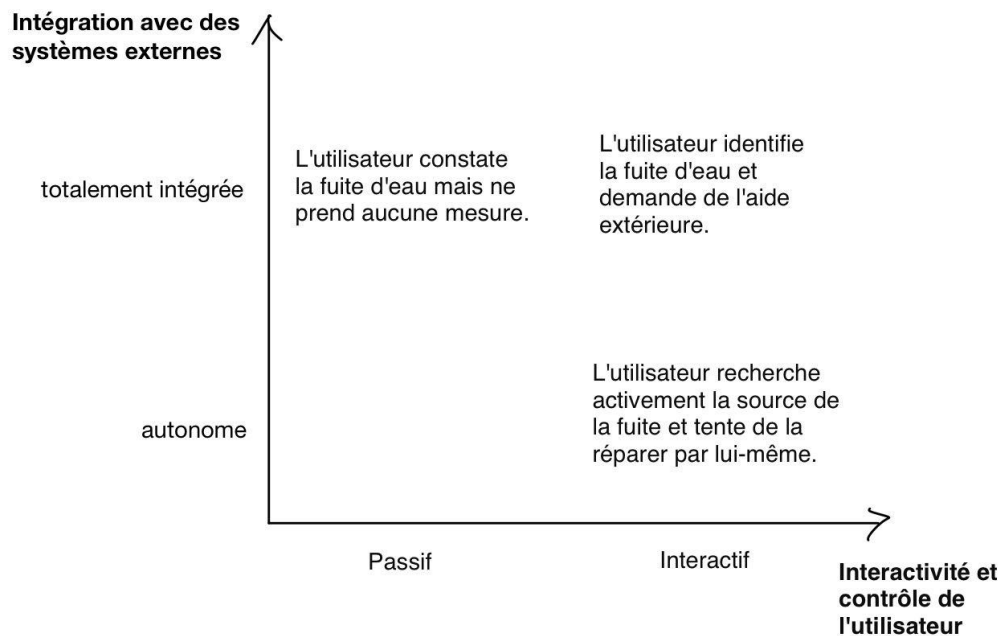 Intégration avec des
systèmes externes
totalement intégrée
L'utilisateur constate
la fuite d'eau mais ne
prend aucune mesure.
L'utilisateur identifie
la fuite d'eau et
demande de l'aide
extérieure.
autonome
L'utilisateur recherche
activement la source de
la fuite et tente de la
réparer par lui-même.
Passif
Interactif
Interactivité et
contrôle de
l'utilisateur